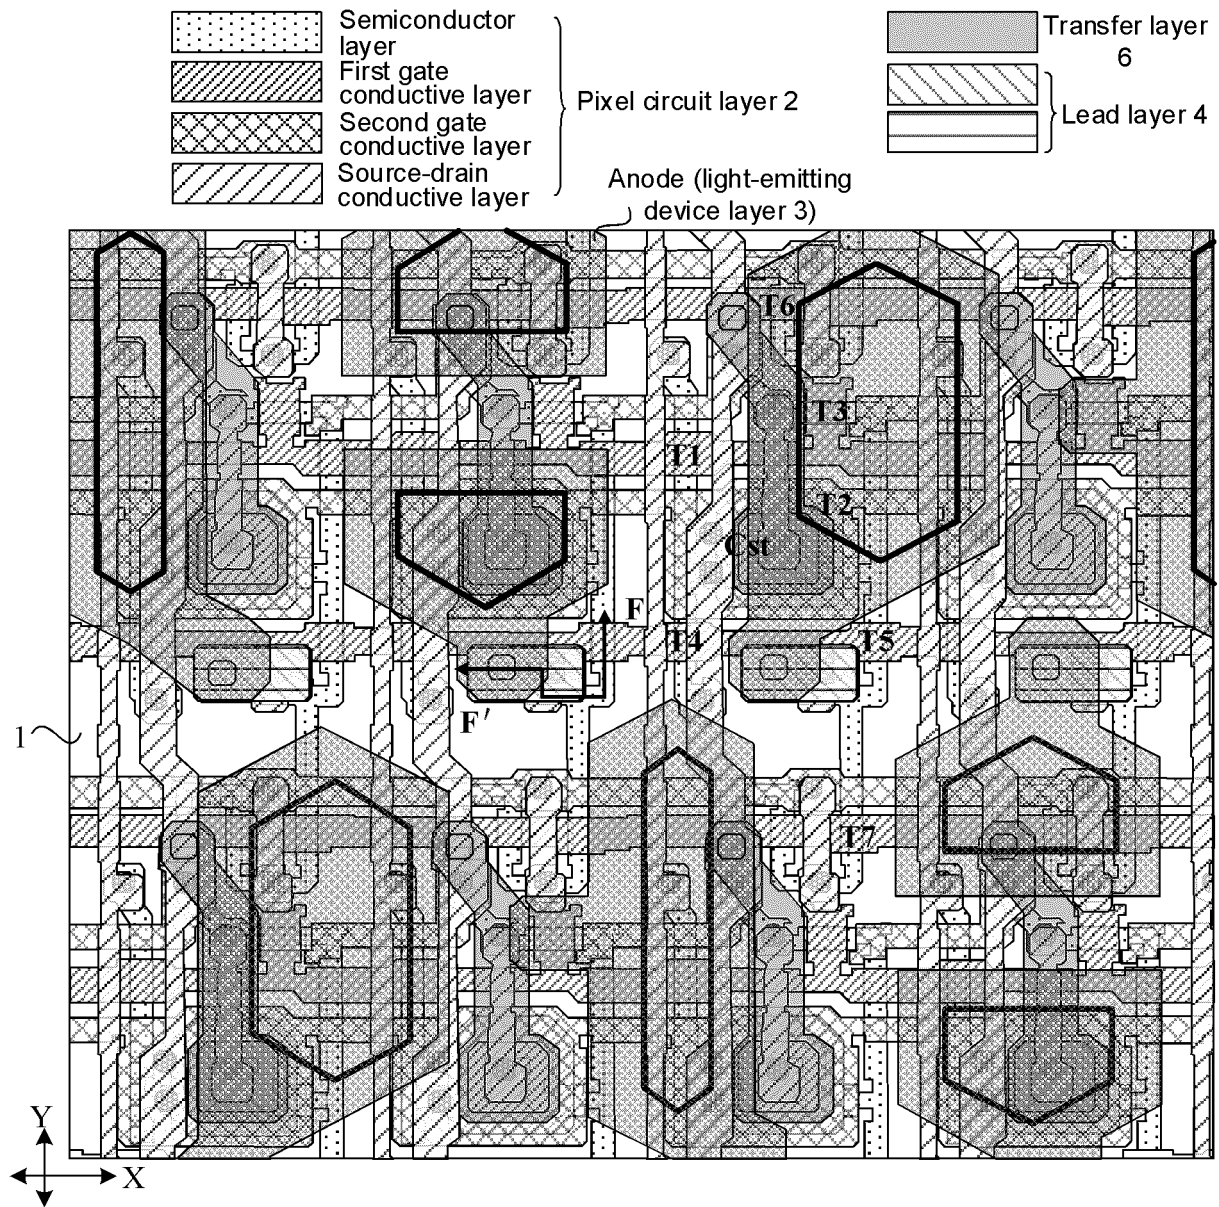 Semiconductor
layer
First gate
conductive layer
Second gate
conductive layer
Source-drain
conductive layer
Pixel circuit layer 2
Transfer layer
6
Lead layer 4
Anode (light-emitting
device layer 3)
T6
T3
T1
T2
Cst
F
T4
T5
F′
1
T7
Y
X